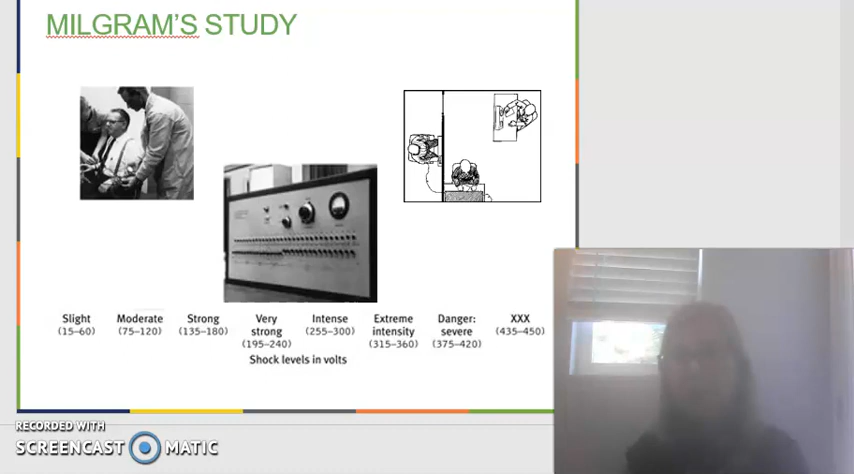 MILGRAM'S STUDY
Slight Moderate Strong Very strong Intense Extreme intensity Danger: severe XXX
(15–60) (75–120) (135–180) (195–240) (255–300) (315–360) (375–420) (435–450)
Shock levels in volts
RECORDED WITH
SCREENCAST MATIC